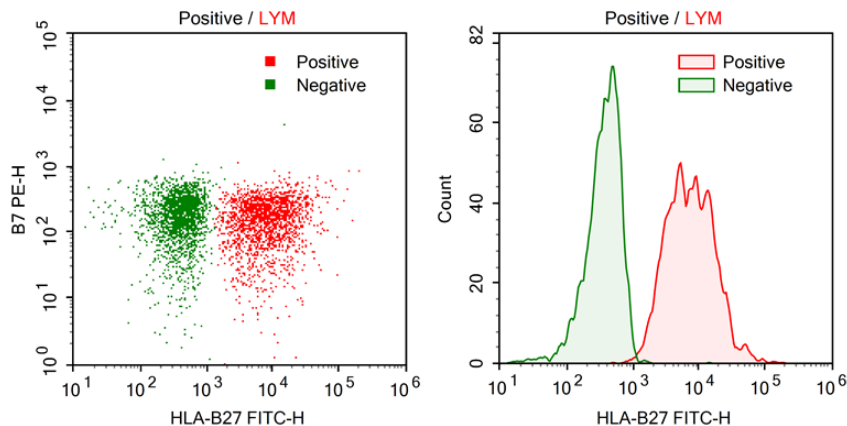 Positive / LYM
10^5
10^4
10^3
10^2
10^1
10^0
B7 PE-H
Positive
Negative
10^1 10^2 10^3 10^4 10^5 10^6
HLA-B27 FITC-H
Positive / LYM
82
60
40
20
0
Count
Positive
Negative
10^1 10^2 10^3 10^4 10^5 10^6
HLA-B27 FITC-H